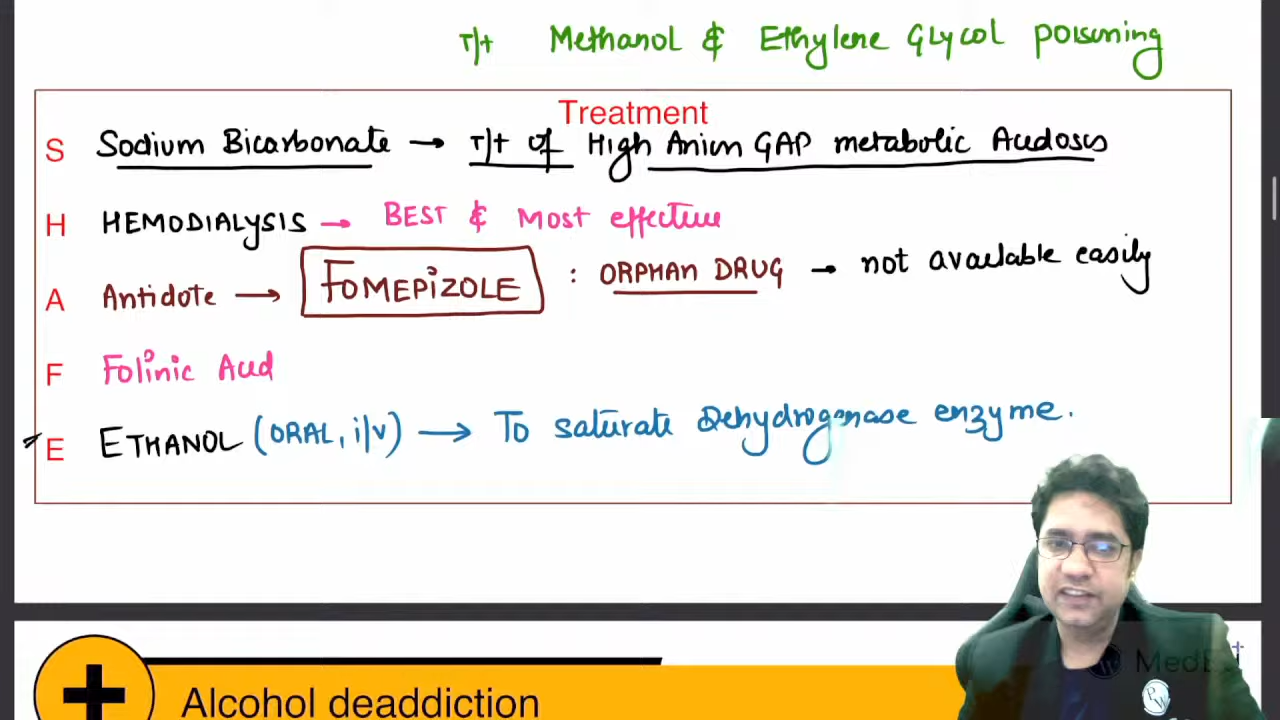 T/t Methanol & Ethylene Glycol poisoning
Treatment
S Sodium Bicarbonate → T/t of High Anion GAP metabolic Acidosis
H HEMODIALYSIS → BEST & Most effective
A Antidote → FOMEPIZOLE : ORPHAN DRUG → not available easily
F Folinic Acid
E ETHANOL (ORAL, i/v) → To saturate Dehydrogenase enzyme.
Alcohol deaddiction
PW